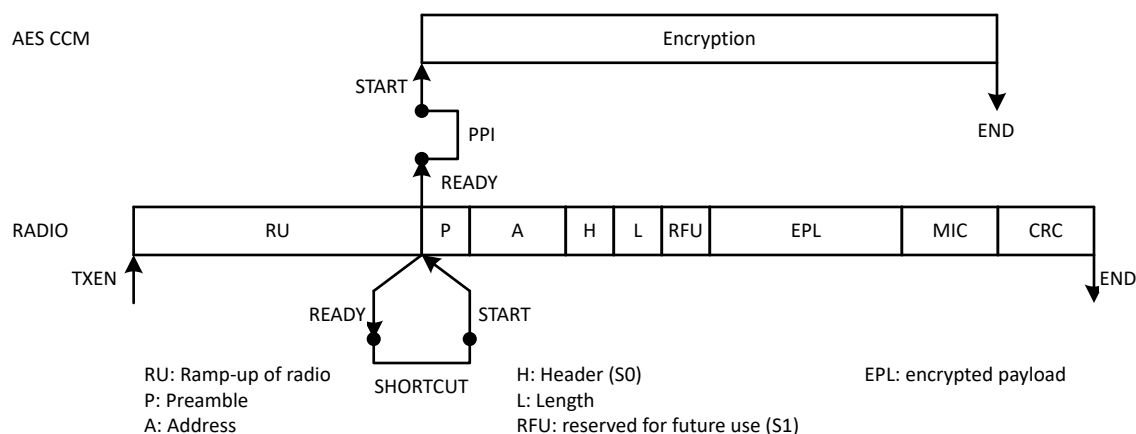 AES CCM
Encryption
START
PPI
END
READY
RADIO
RU
P
A
H
L
RFU
EPL
MIC
CRC
TXEN
END
READY
START
SHORTCUT
RU: Ramp-up of radio
P: Preamble
A: Address
H: Header (S0)
L: Length
RFU: reserved for future use (S1)
EPL: encrypted payload